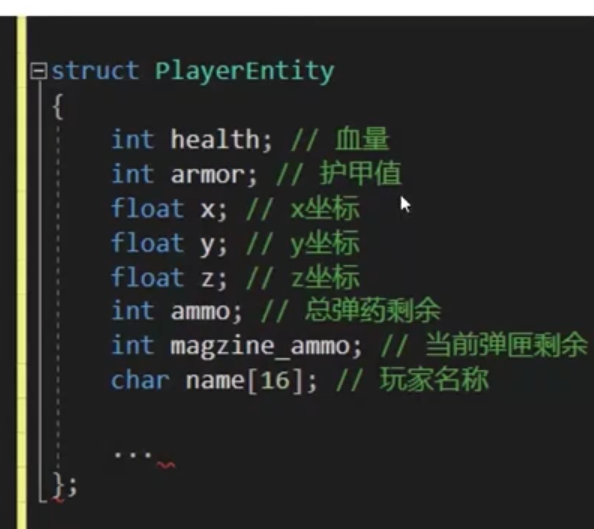 struct PlayerEntity
{
int health; // 血量
int armor; // 护甲值
float x; // x坐标
float y; // y坐标
float z; // z坐标
int ammo; // 总弹药剩余
int magzine_ammo; // 当前弹匣剩余
char name[16]; // 玩家名称
...
};